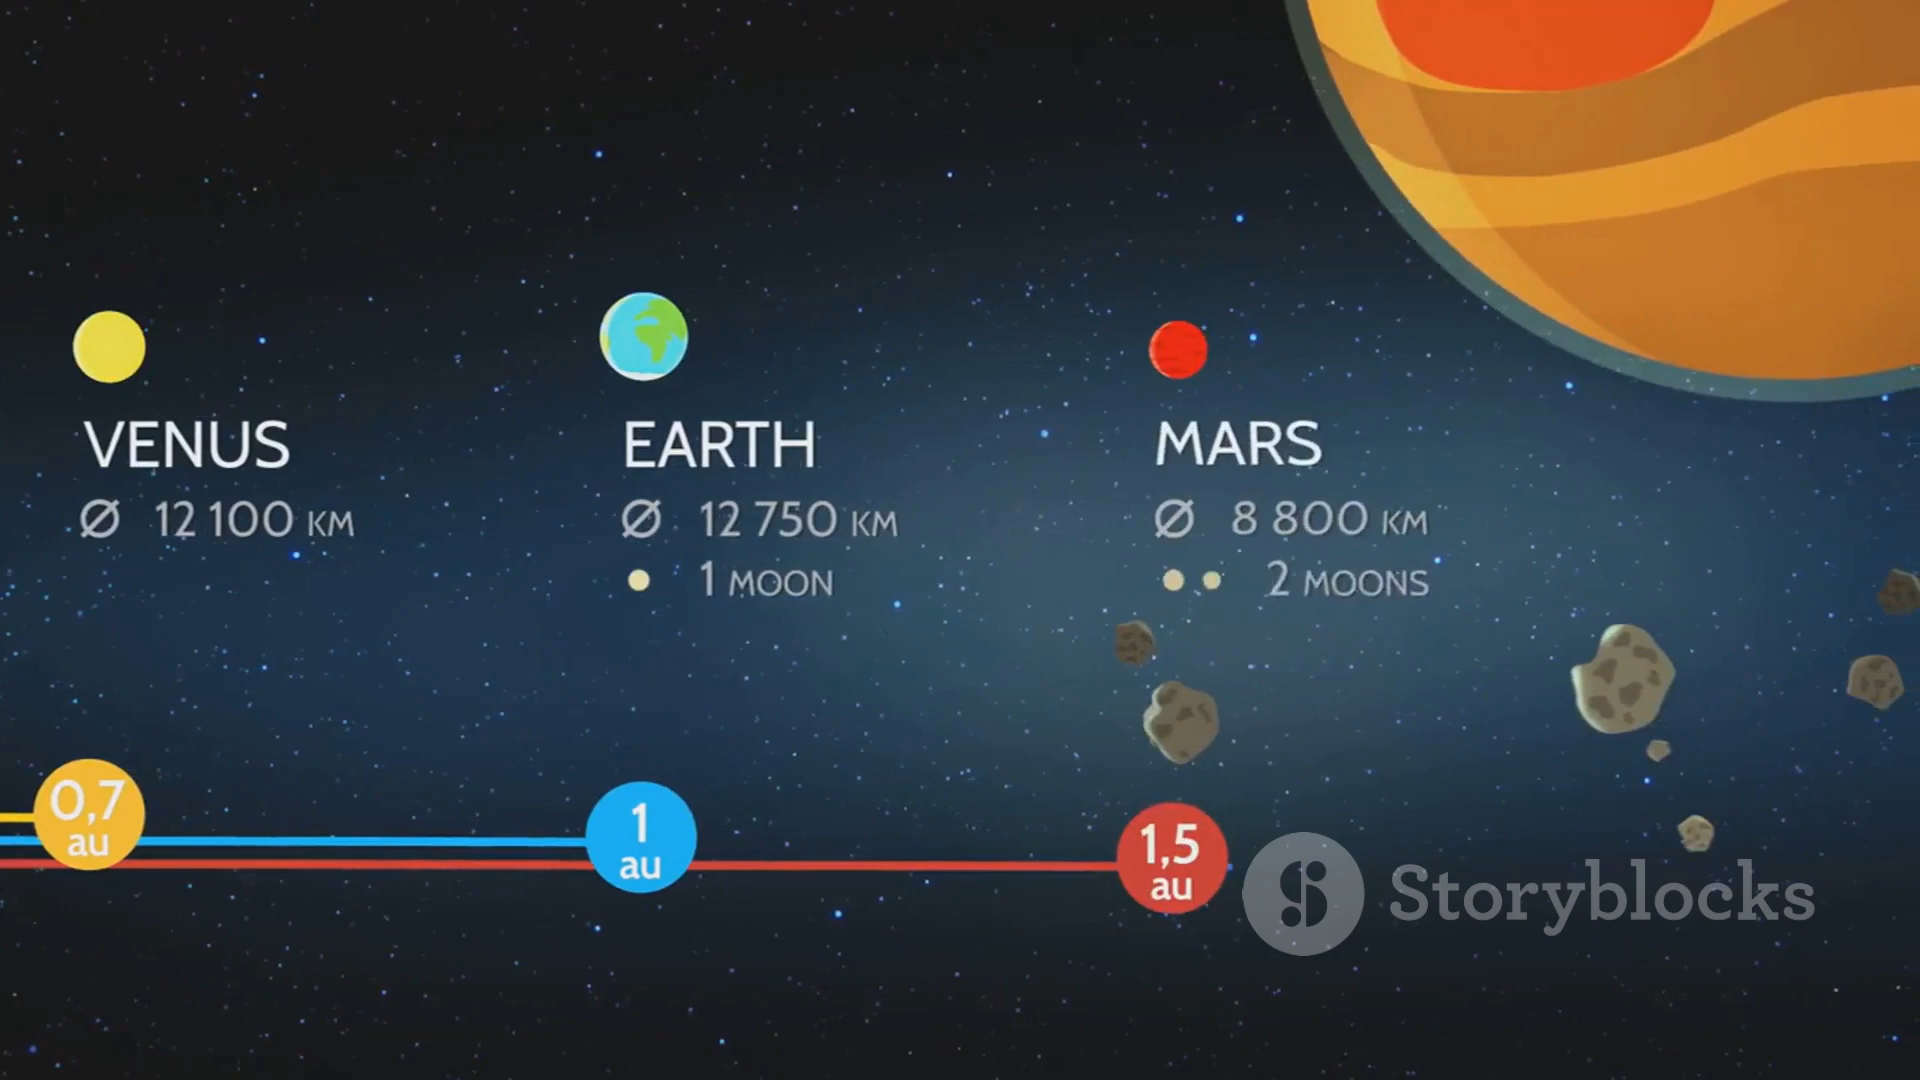 VENUS
Ø 12 100 KM
EARTH
Ø 12 750 KM
1 MOON
MARS
Ø 8 800 KM
2 MOONS
0,7
au
1
au
1,5
au
Storyblocks